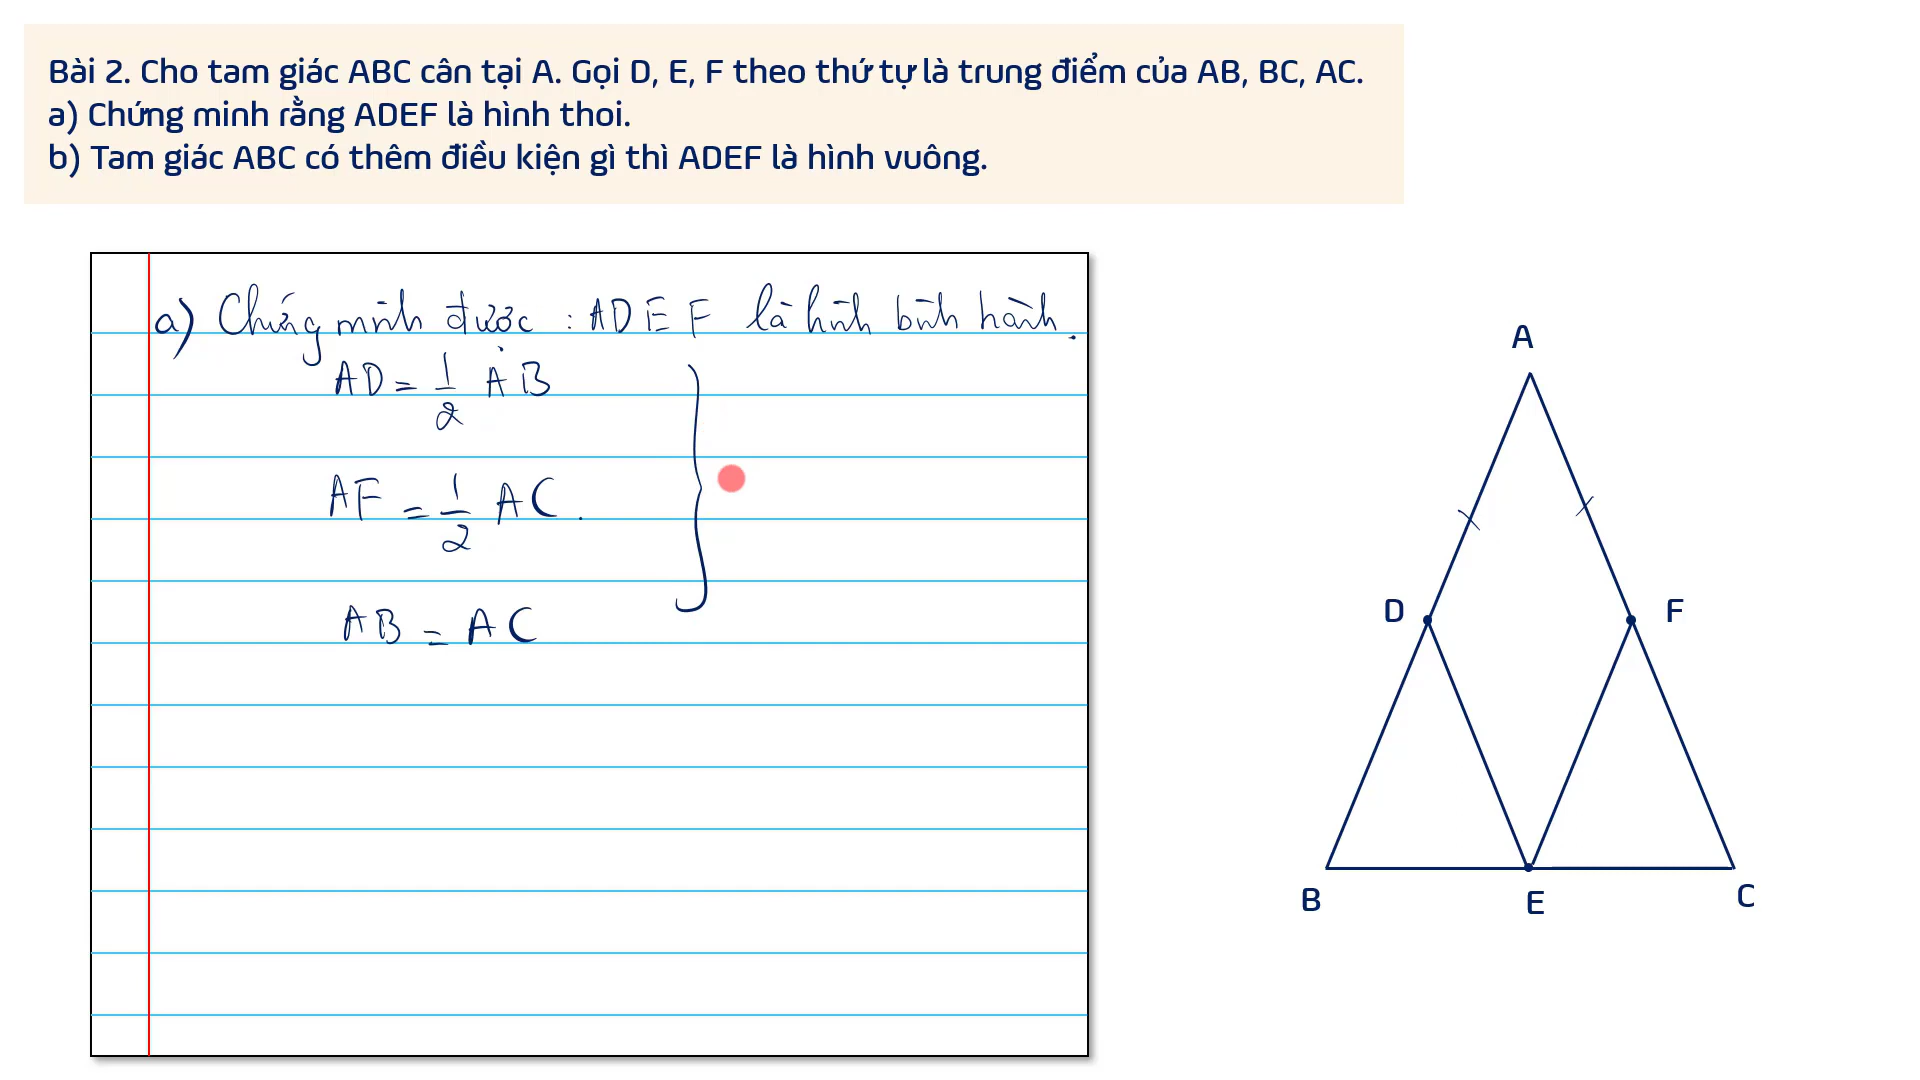 Bài 2. Cho tam giác ABC cân tại A. Gọi D, E, F theo thứ tự là trung điểm của AB, BC, AC.
a) Chứng minh rằng ADEF là hình thoi.
b) Tam giác ABC có thêm điều kiện gì thì ADEF là hình vuông.
a) Chứng minh được : ADEF là hình bình hành.
AD = 1/2 AB
AF = 1/2 AC.
AB = AC
A
D
F
B
E
C